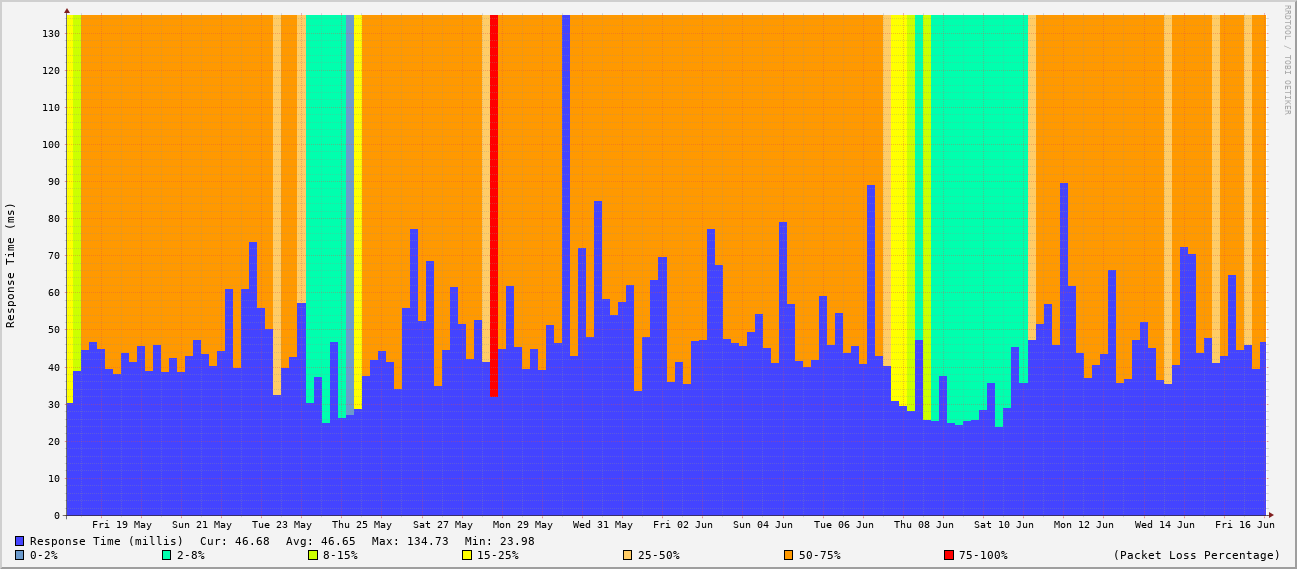 RRDTOOL / TOBI OETIKER
Response Time (ms)
130
120
110
100
90
80
70
60
50
40
30
20
10
0
Fri 19 May Sun 21 May Tue 23 May Thu 25 May Sat 27 May Mon 29 May Wed 31 May Fri 02 Jun Sun 04 Jun Tue 06 Jun Thu 08 Jun Sat 10 Jun Mon 12 Jun Wed 14 Jun Fri 16 Jun
Response Time (millis) Cur: 46.68 Avg: 46.65 Max: 134.73 Min: 23.98
0-2% 2-8% 8-15% 15-25% 25-50% 50-75% 75-100% (Packet Loss Percentage)